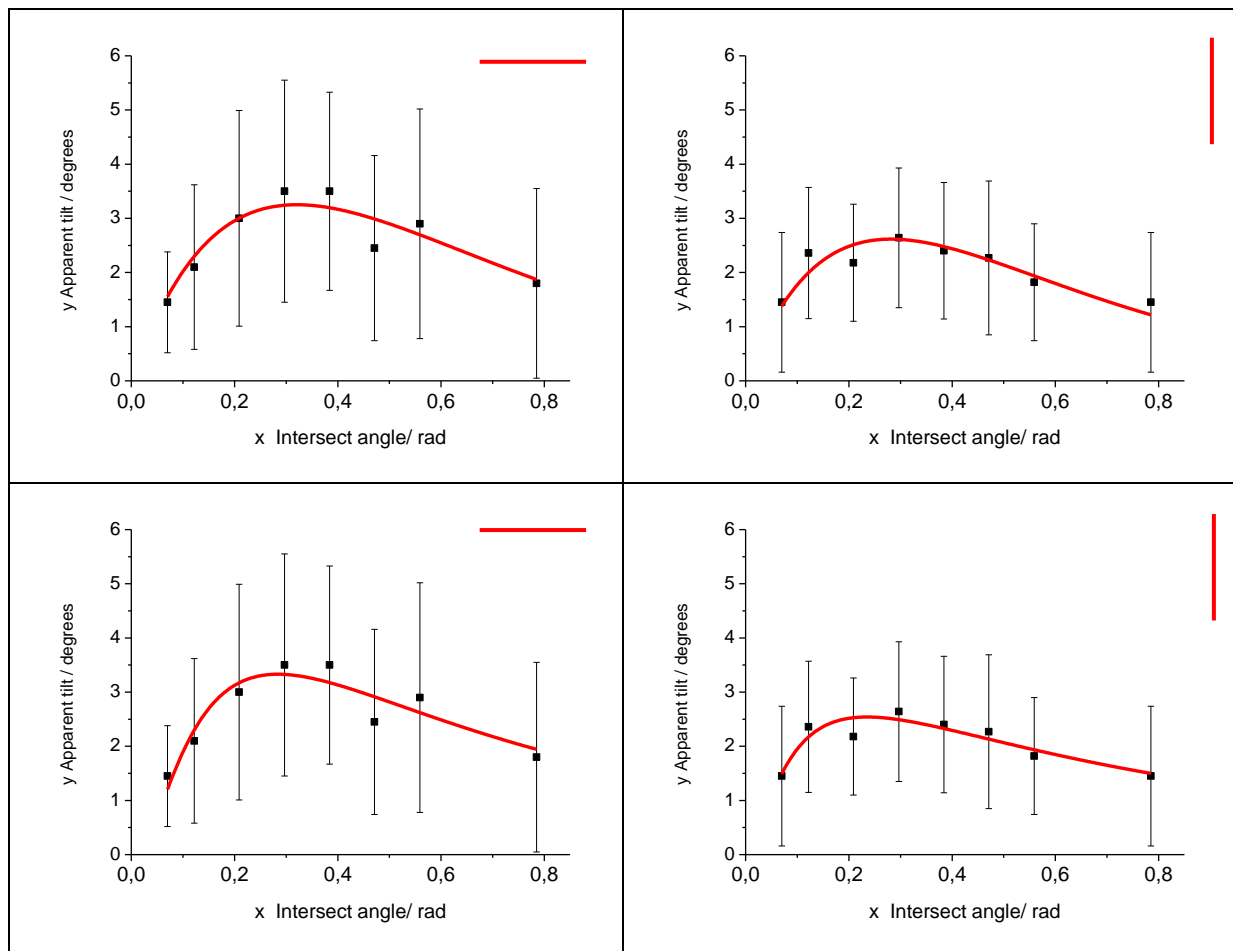 6
5
4
3
2
1
0
0,0 0,2 0,4 0,6 0,8
y Apparent tilt / degrees
x Intersect angle/ rad
6
5
4
3
2
1
0
0,0 0,2 0,4 0,6 0,8
y Apparent tilt / degrees
x Intersect angle/ rad
6
5
4
3
2
1
0
0,0 0,2 0,4 0,6 0,8
y Apparent tilt / degrees
x Intersect angle/ rad
6
5
4
3
2
1
0
0,0 0,2 0,4 0,6 0,8
y Apparent tilt / degrees
x Intersect angle/ rad